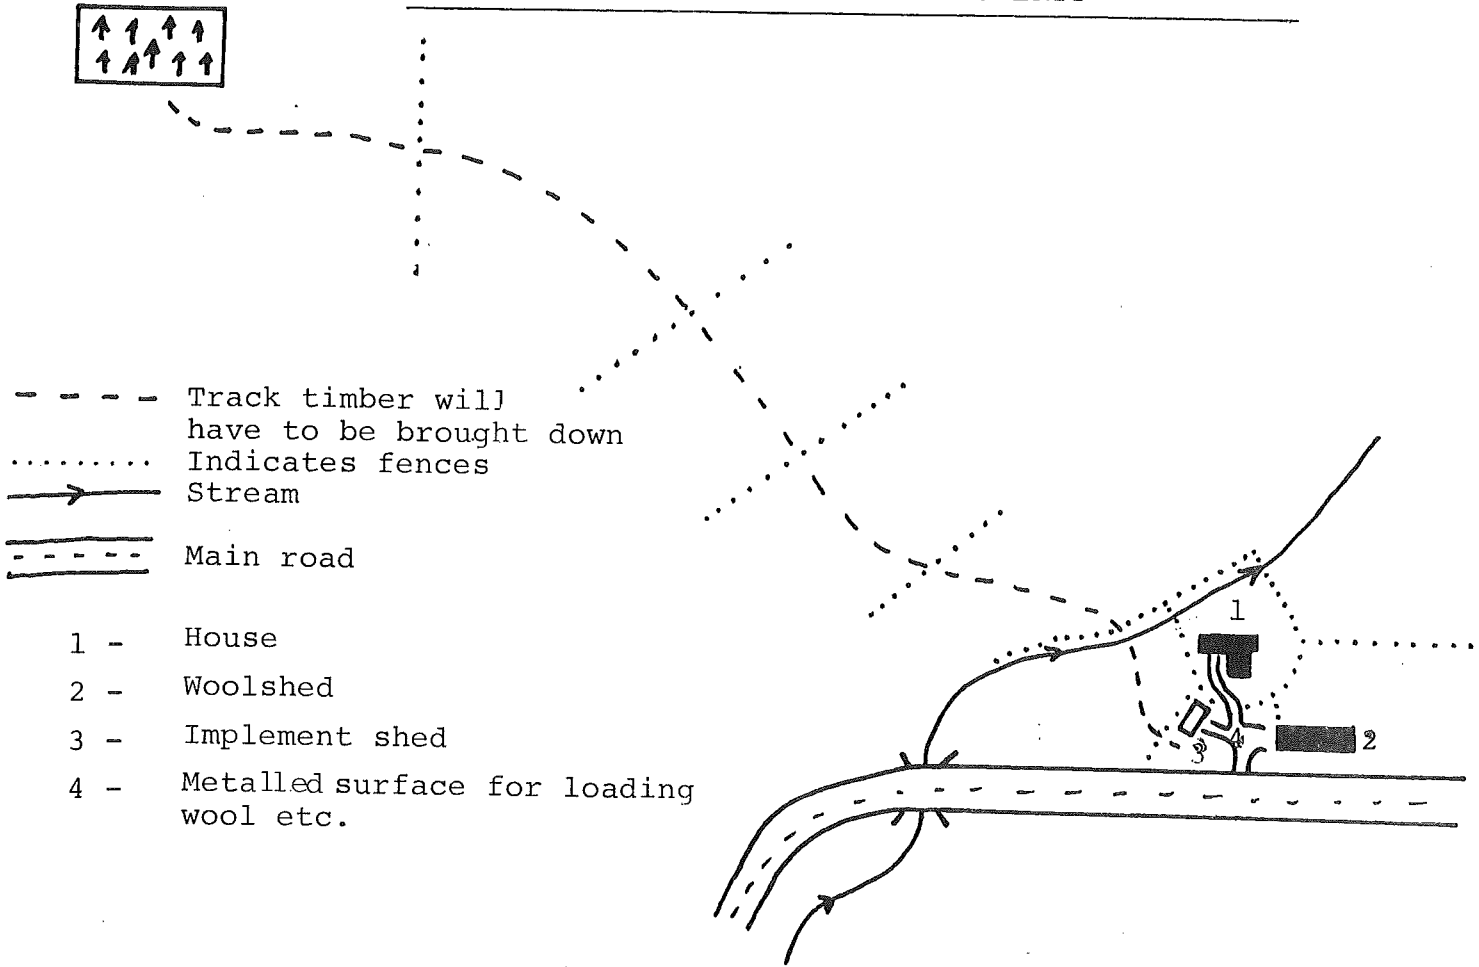 Track timber will
have to be brought down
Indicates fences
Stream
Main road
1 - House
2 - Woolshed
3 - Implement shed
4 - Metalled surface for loading
wool etc.
1
2
3
4